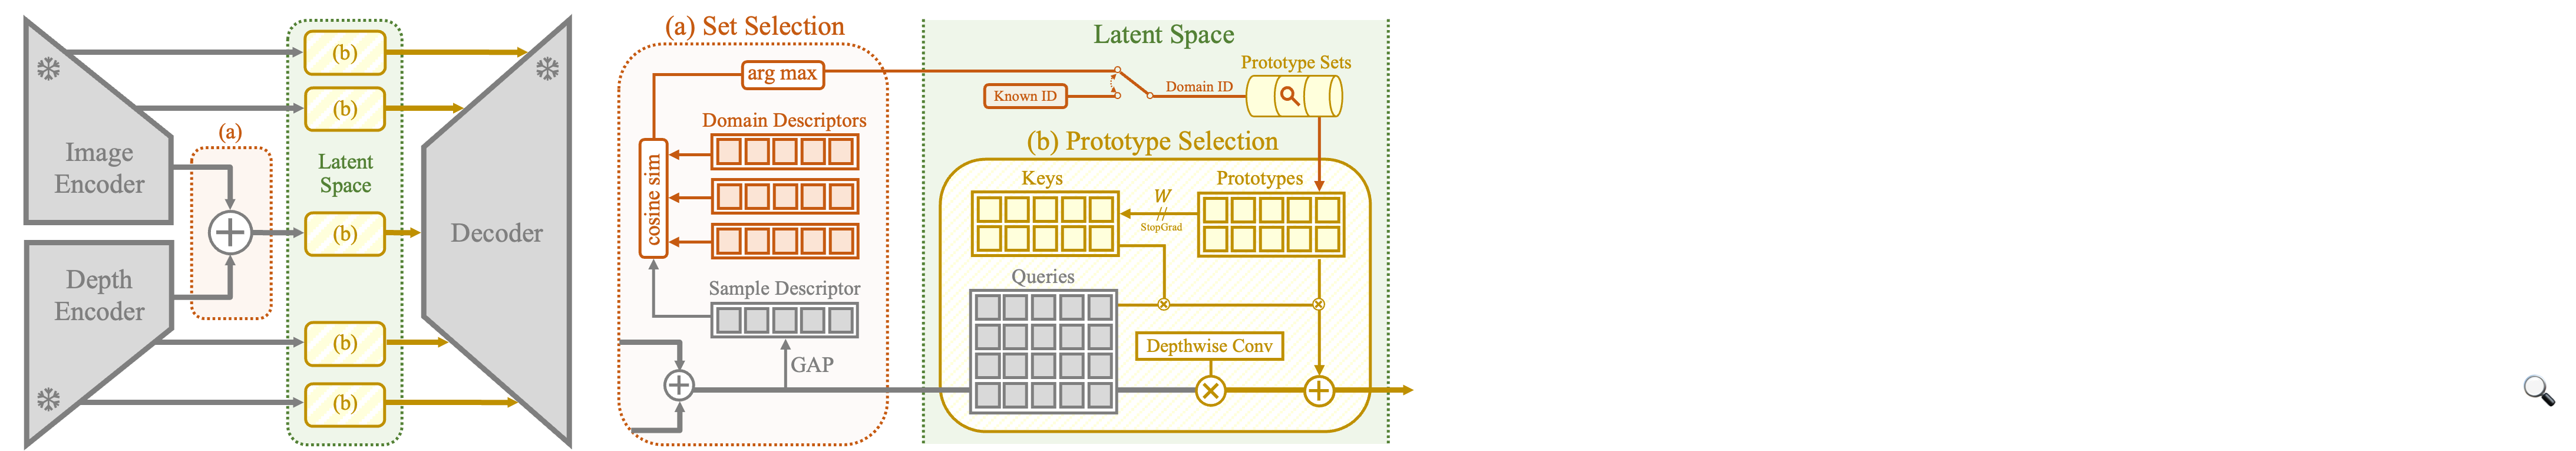 (b)
(b)
(a)
Image
Encoder
Latent
Space
(b)
Decoder
Depth
Encoder
(b)
(b)
(a) Set Selection
arg max
Domain Descriptors
cosine sim
Sample Descriptor
GAP
Latent Space
Prototype Sets
Known ID
Domain ID
(b) Prototype Selection
Keys
W
//
StopGrad
Prototypes
Queries
Depthwise Conv